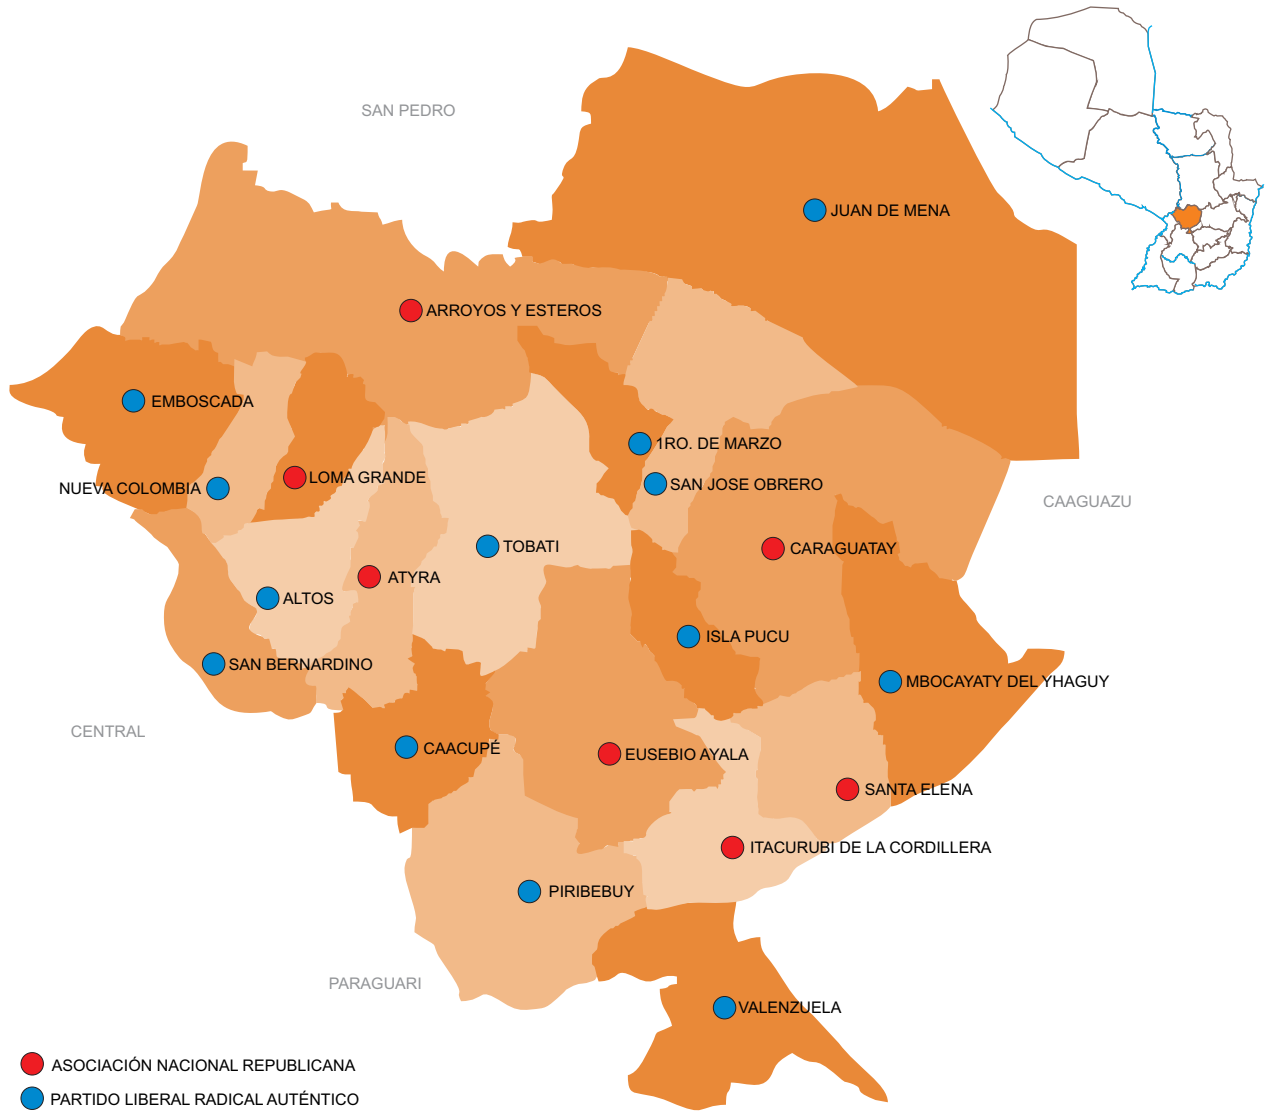 SAN PEDRO
JUAN DE MENA
ARROYOS Y ESTEROS
EMBOSCADA
1RO. DE MARZO
LOMA GRANDE
NUEVA COLOMBIA
SAN JOSE OBRERO
CAAGUAZU
TOBATI
CARAGUATAY
ATYRA
ALTOS
ISLA PUCU
SAN BERNARDINO
MBOCAYATY DEL YHAGUY
CENTRAL
CAACUPÉ
EUSEBIO AYALA
SANTA ELENA
ITACURUBI DE LA CORDILLERA
PIRIBEBUY
PARAGUARI
VALENZUELA
ASOCIACIÓN NACIONAL REPUBLICANA
PARTIDO LIBERAL RADICAL AUTÉNTICO